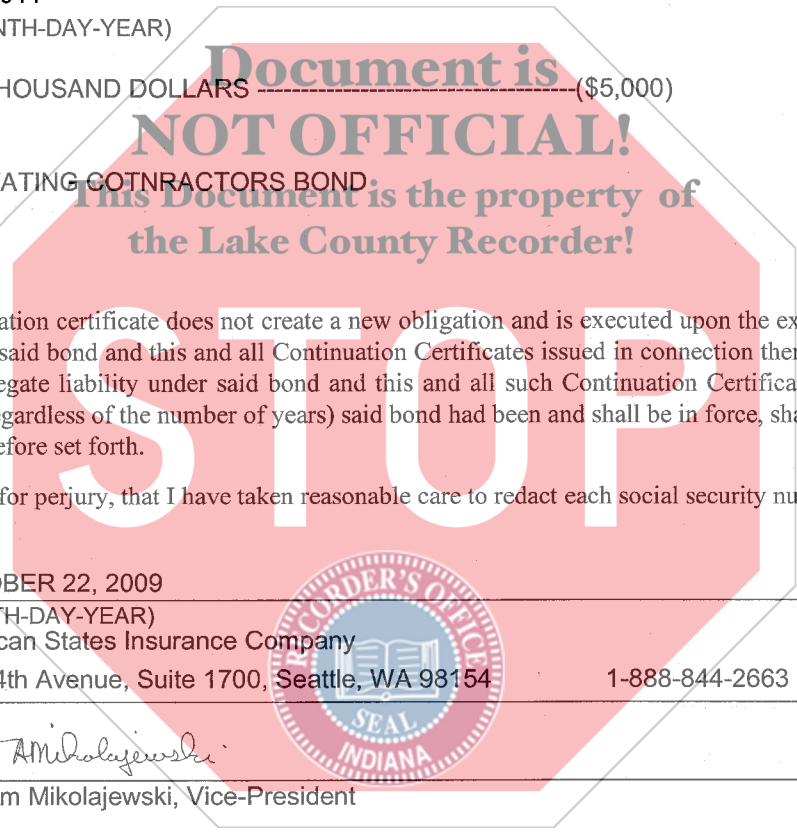 NTH-DAY-YEAR)
Document is
HOUSAND DOLLARS -----------------------------------($5,000)
NOT OFFICIAL!
ATING COTNRACTORS BOND
This Document is the property of
the Lake County Recorder!
ation certificate does not create a new obligation and is executed upon the ex
said bond and this and all Continuation Certificates issued in connection ther
egate liability under said bond and this and all such Continuation Certifica
egardless of the number of years) said bond had been and shall be in force, sha
efore set forth.
STOP
for perjury, that I have taken reasonable care to redact each social security nu
BER 22, 2009
TH-DAY-YEAR)
can States Insurance Company
4th Avenue, Suite 1700, Seattle, WA 98154 1-888-844-2663
RECORDER'S OFFICE
SEAL
INDIANA
AMikolajewski
m Mikolajewski, Vice-President